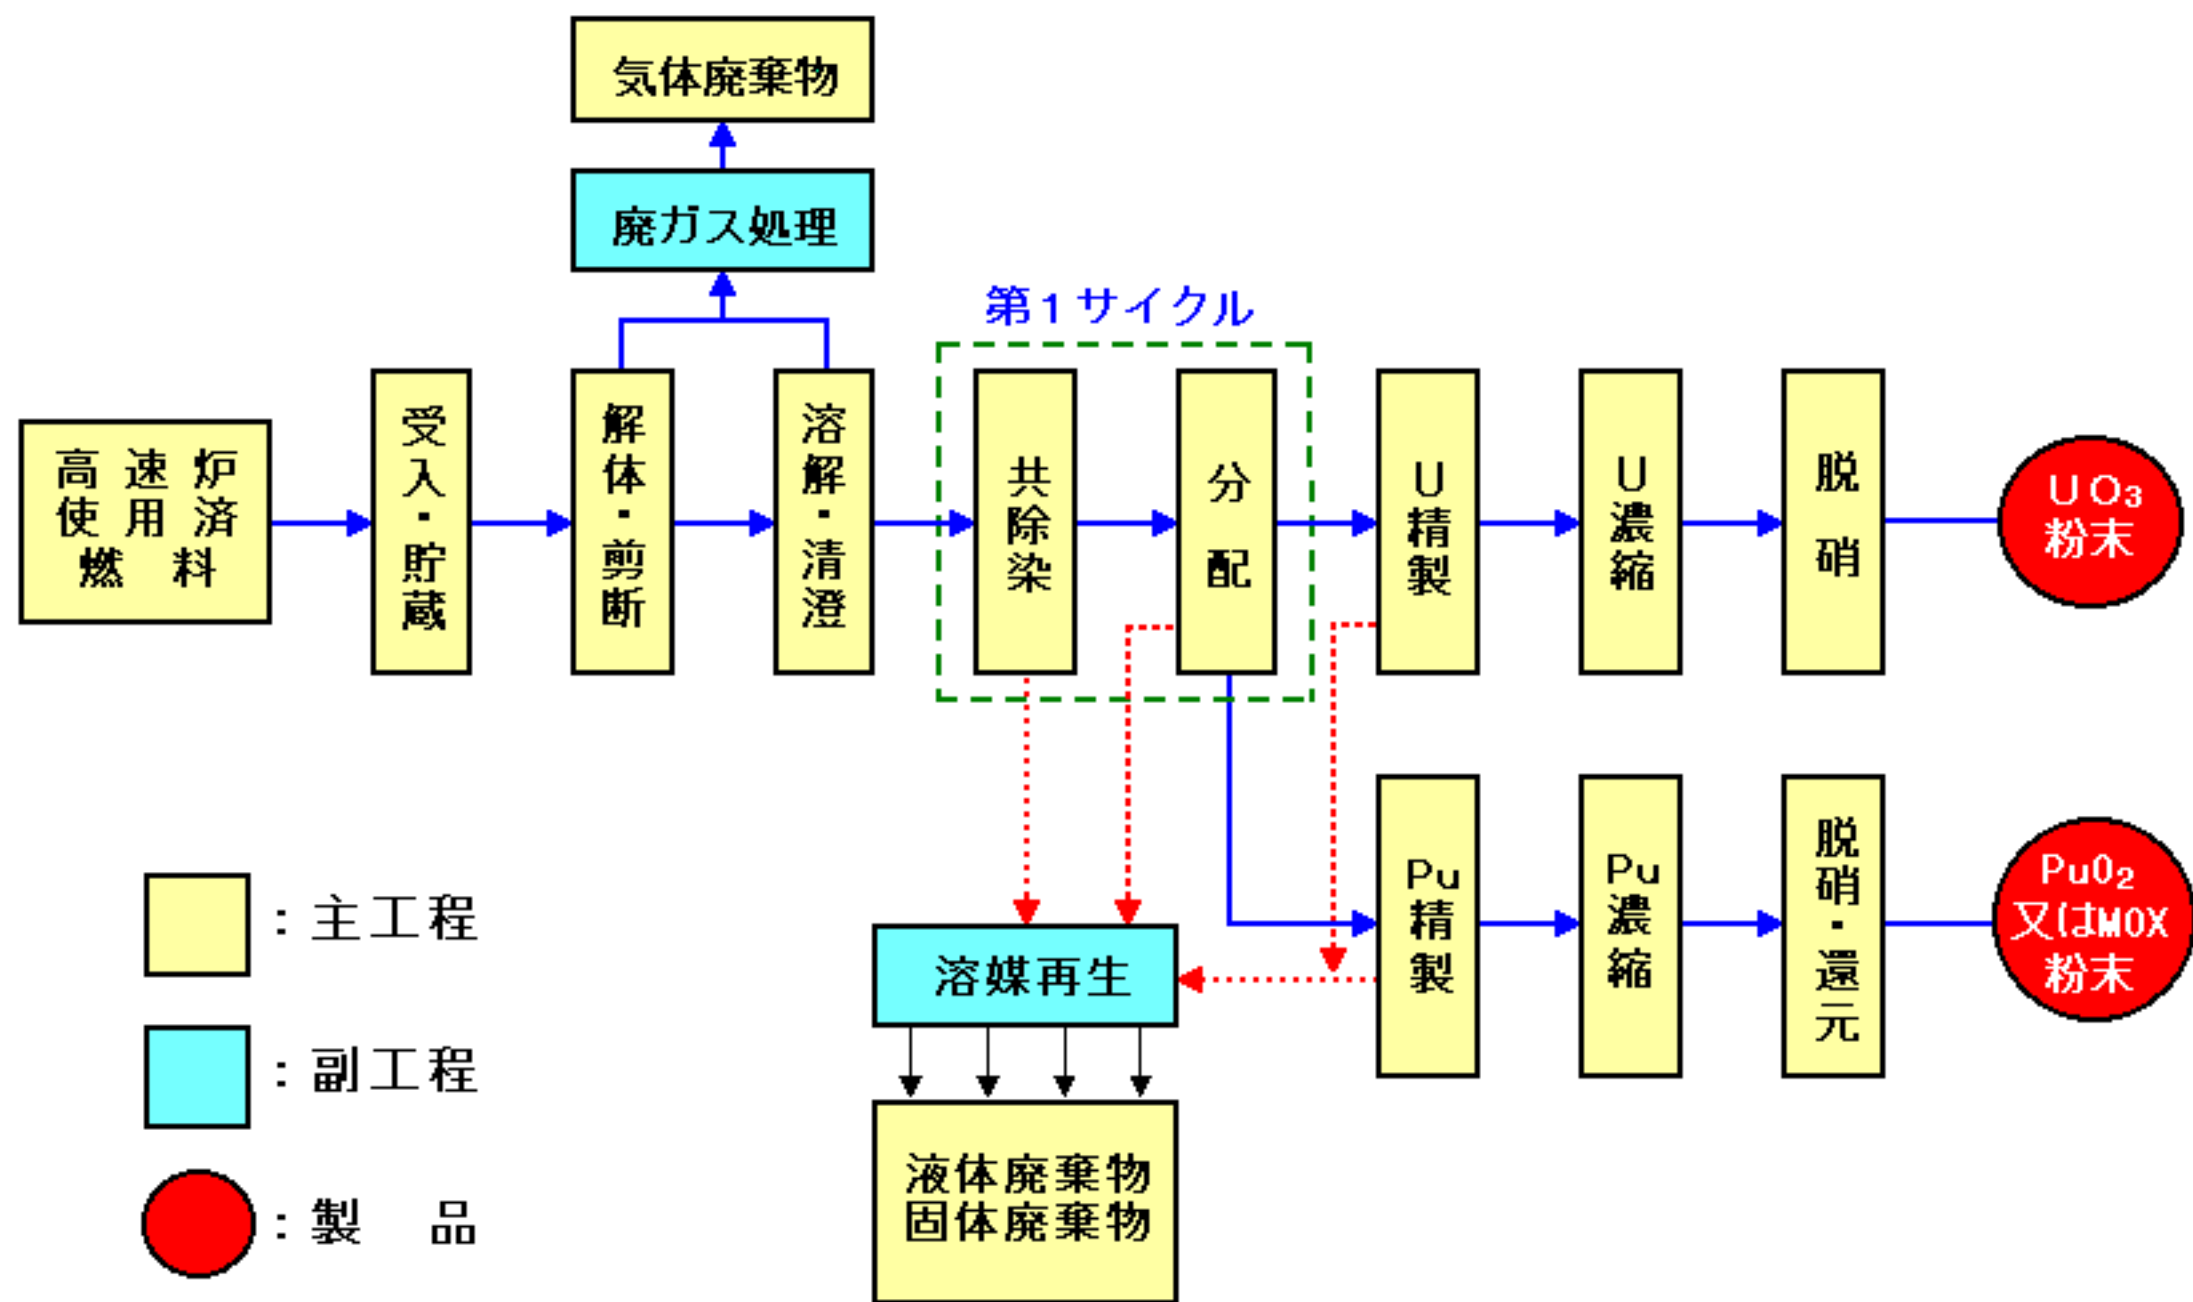 気体廃棄物
廃ガス処理
第1サイクル
高速炉
使用済
燃料
受入・貯蔵
解体・剪断
溶解・清澄
共除染
分配
U精製
U濃縮
脱硝
UO₃
粉末
Pu精製
Pu濃縮
脱硝・還元
PuO₂
又はMOX
粉末
溶媒再生
液体廃棄物
固体廃棄物
：主工程
：副工程
：製品